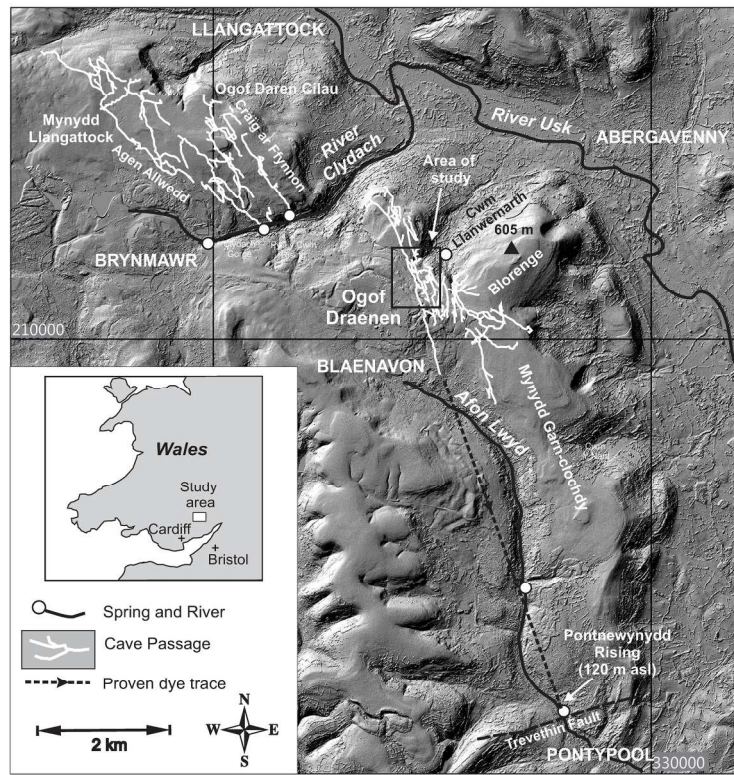 LLANGATTOCK
Ogof Daren Cilau
Mynydd
Llangattock
Craig ar Ffynnon
Agen Allwedd
River
Clydach
River Usk
ABERGAVENNY
Area of
study
Cwm
Llanwernarth
605 m
Blorenge
BRYNMAWR
Ogof
Draenen
210000
BLAENAVON
Afon Lwyd
Mynydd Garn-clochdy
Wales
Study
area
Cardiff
Bristol
Spring and River
Cave Passage
Proven dye trace
2 km
N
W
E
S
Pontnewynydd
Rising
(120 m asl)
Trevethin Fault
PONTYPOOL
330000